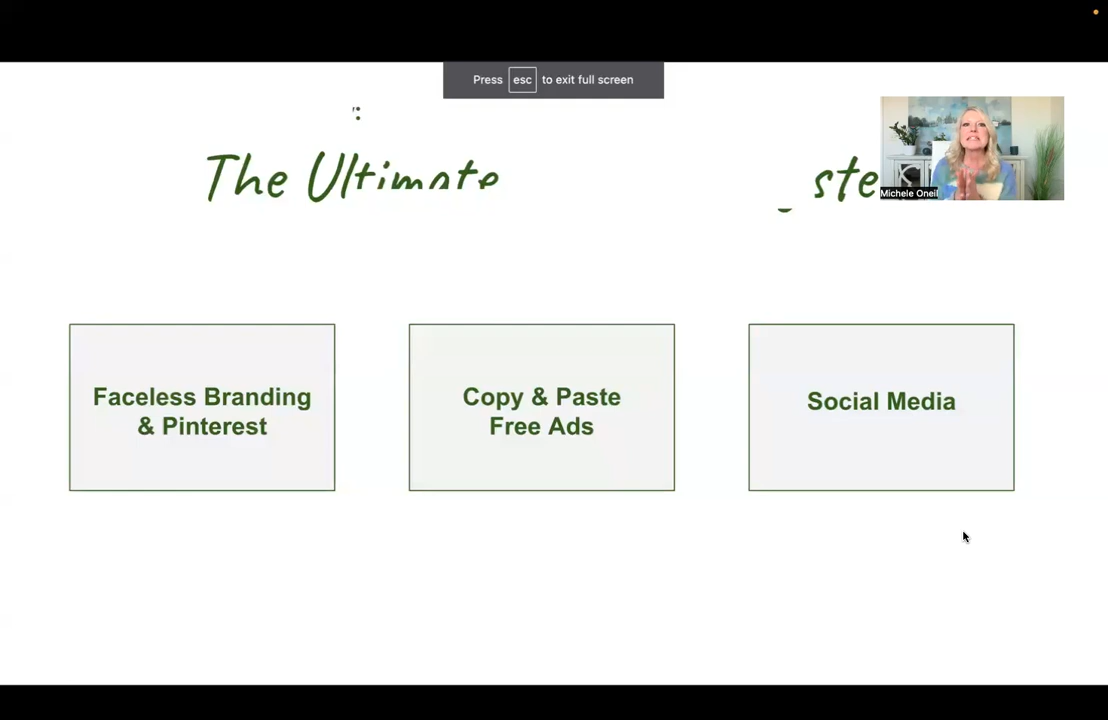 Press esc to exit full screen
The Ultimate
Michele Oneil
Faceless Branding
& Pinterest
Copy & Paste
Free Ads
Social Media